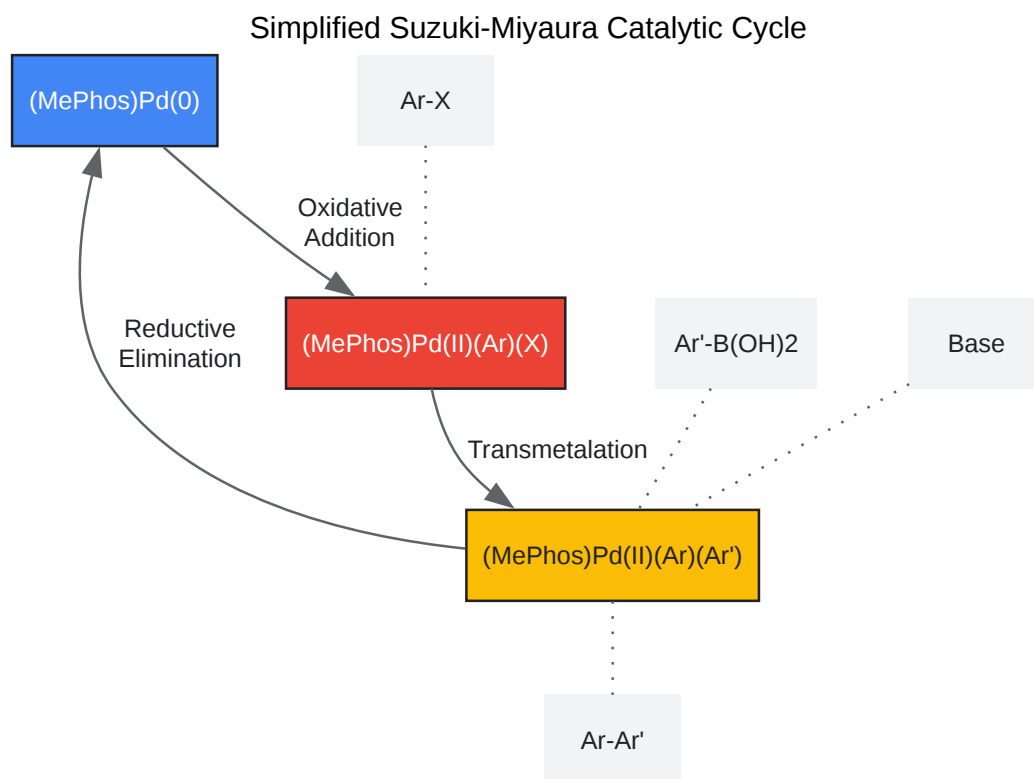 Simplified Suzuki-Miyaura Catalytic Cycle
(MePhos)Pd(0)
Ar-X
Oxidative
Addition
Reductive
Elimination
(MePhos)Pd(II)(Ar)(X)
Ar'-B(OH)2
Base
Transmetalation
(MePhos)Pd(II)(Ar)(Ar')
Ar-Ar'